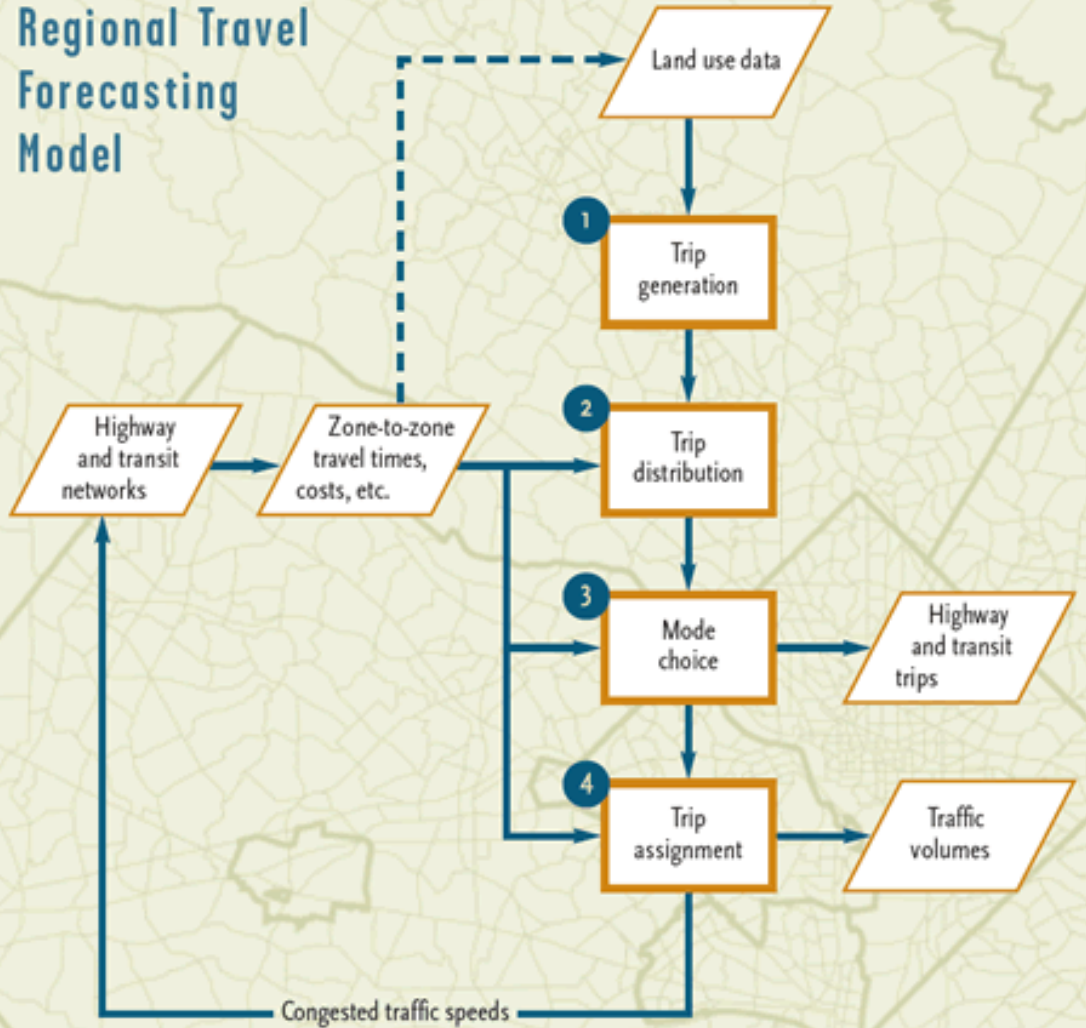 Regional Travel
Forecasting
Model
Land use data
1
Trip
generation
2
Trip
distribution
Highway
and transit
networks
Zone-to-zone
travel times,
costs, etc.
3
Mode
choice
Highway
and transit
trips
4
Trip
assignment
Traffic
volumes
Congested traffic speeds